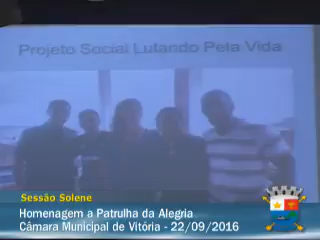 Projeto Social Lutando Pela Vida
Sessão Solene
Homenagem a Patrulha da Alegria
Câmara Municipal de Vitória - 22/09/2016